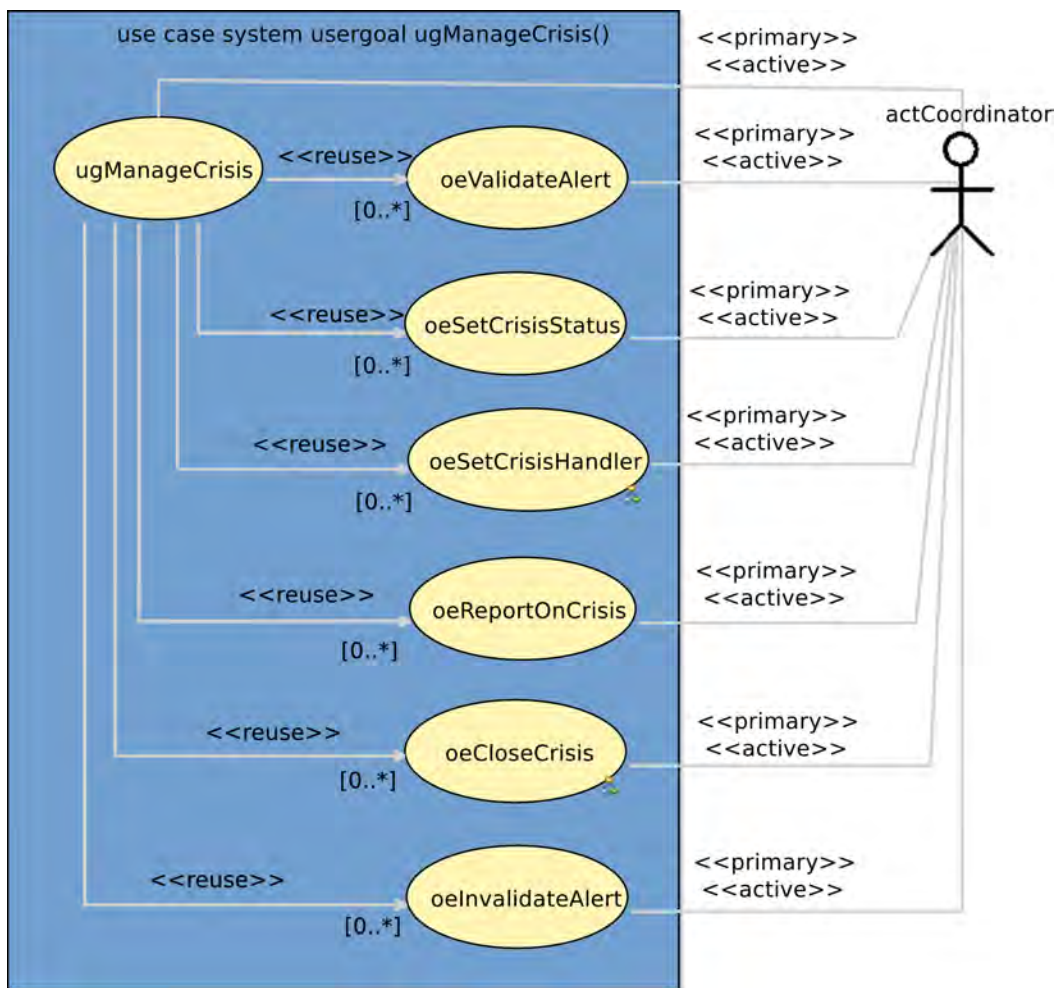 use case system usergoal ugManageCrisis()
<<primary>>
<<active>>
actCoordinator
ugManageCrisis
<<reuse>>
[0..*]
oeValidateAlert
<<primary>>
<<active>>
<<reuse>>
[0..*]
oeSetCrisisStatus
<<primary>>
<<active>>
<<reuse>>
[0..*]
oeSetCrisisHandler
<<primary>>
<<active>>
<<reuse>>
[0..*]
oeReportOnCrisis
<<primary>>
<<active>>
<<reuse>>
[0..*]
oeCloseCrisis
<<primary>>
<<active>>
<<reuse>>
[0..*]
oeInvalidateAlert
<<primary>>
<<active>>